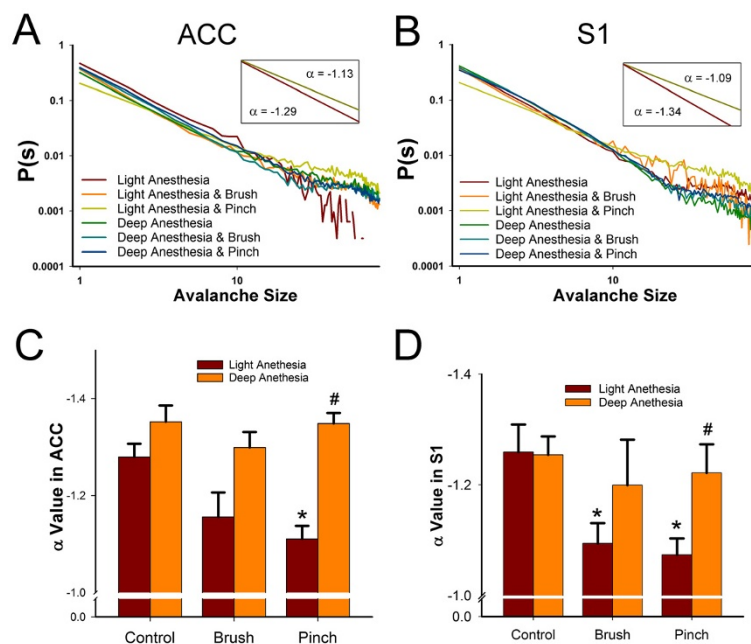 A
ACC
P(s)
1
0.1
0.01
0.001
0.0001
α = -1.13
α = -1.29
Light Anesthesia
Light Anesthesia & Brush
Light Anesthesia & Pinch
Deep Anesthesia
Deep Anesthesia & Brush
Deep Anesthesia & Pinch
1
10
Avalanche Size
B
S1
P(s)
1
0.1
0.01
0.001
0.0001
α = -1.09
α = -1.34
Light Anesthesia
Light Anesthesia & Brush
Light Anesthesia & Pinch
Deep Anesthesia
Deep Anesthesia & Brush
Deep Anesthesia & Pinch
1
10
Avalanche Size
C
α Value in ACC
Light Anethesia
Deep Anethesia
-1.4
-1.2
-1.0
0.0
#
*
Control
Brush
Pinch
D
α Value in S1
Light Anethesia
Deep Anethesia
-1.4
-1.2
-1.0
0.0
*
*
#
Control
Brush
Pinch